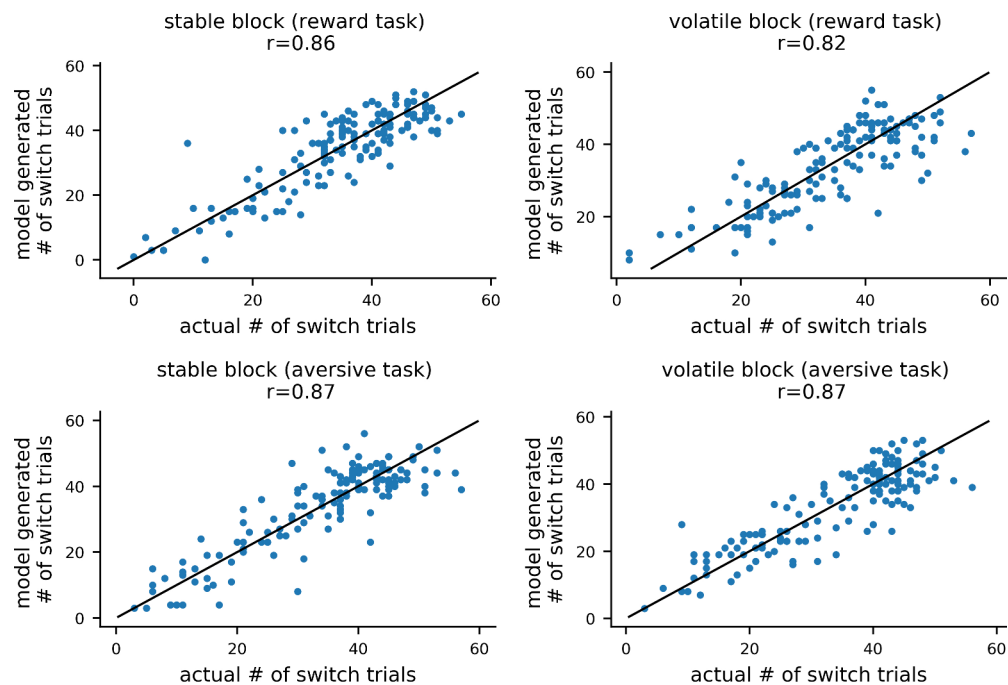 stable block (reward task)
r=0.86
model generated
# of switch trials
60
40
20
0
0 20 40 60
actual # of switch trials
volatile block (reward task)
r=0.82
model generated
# of switch trials
60
40
20
0 20 40 60
actual # of switch trials
stable block (aversive task)
r=0.87
model generated
# of switch trials
60
40
20
0
0 20 40 60
actual # of switch trials
volatile block (aversive task)
r=0.87
model generated
# of switch trials
60
40
20
0
0 20 40 60
actual # of switch trials